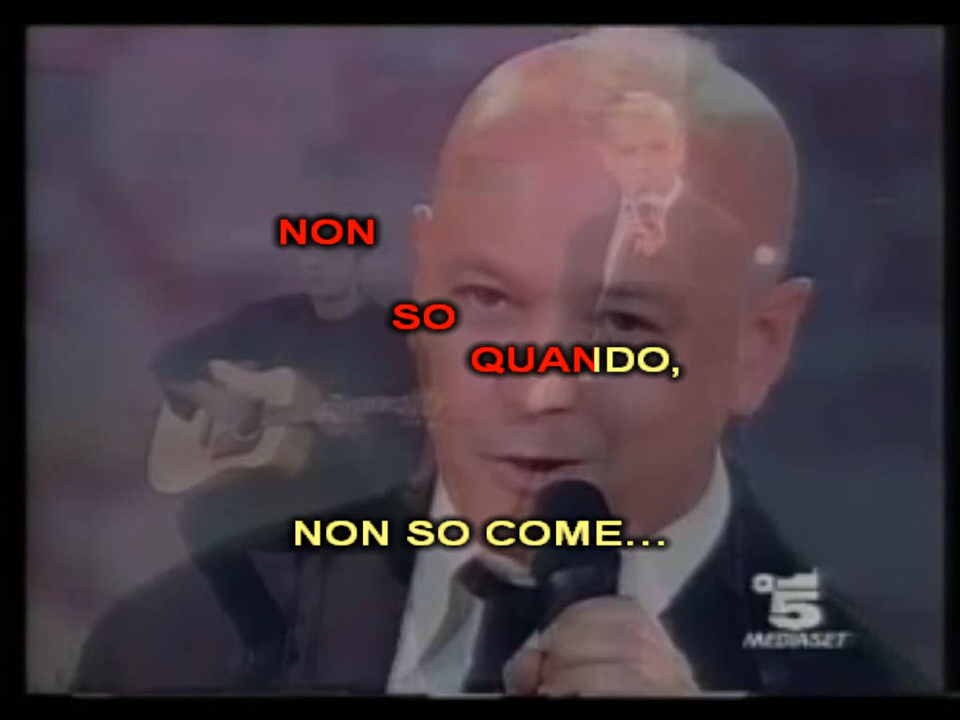 NON
SO
QUANDO,
NON SO COME...
5
MEDIASET